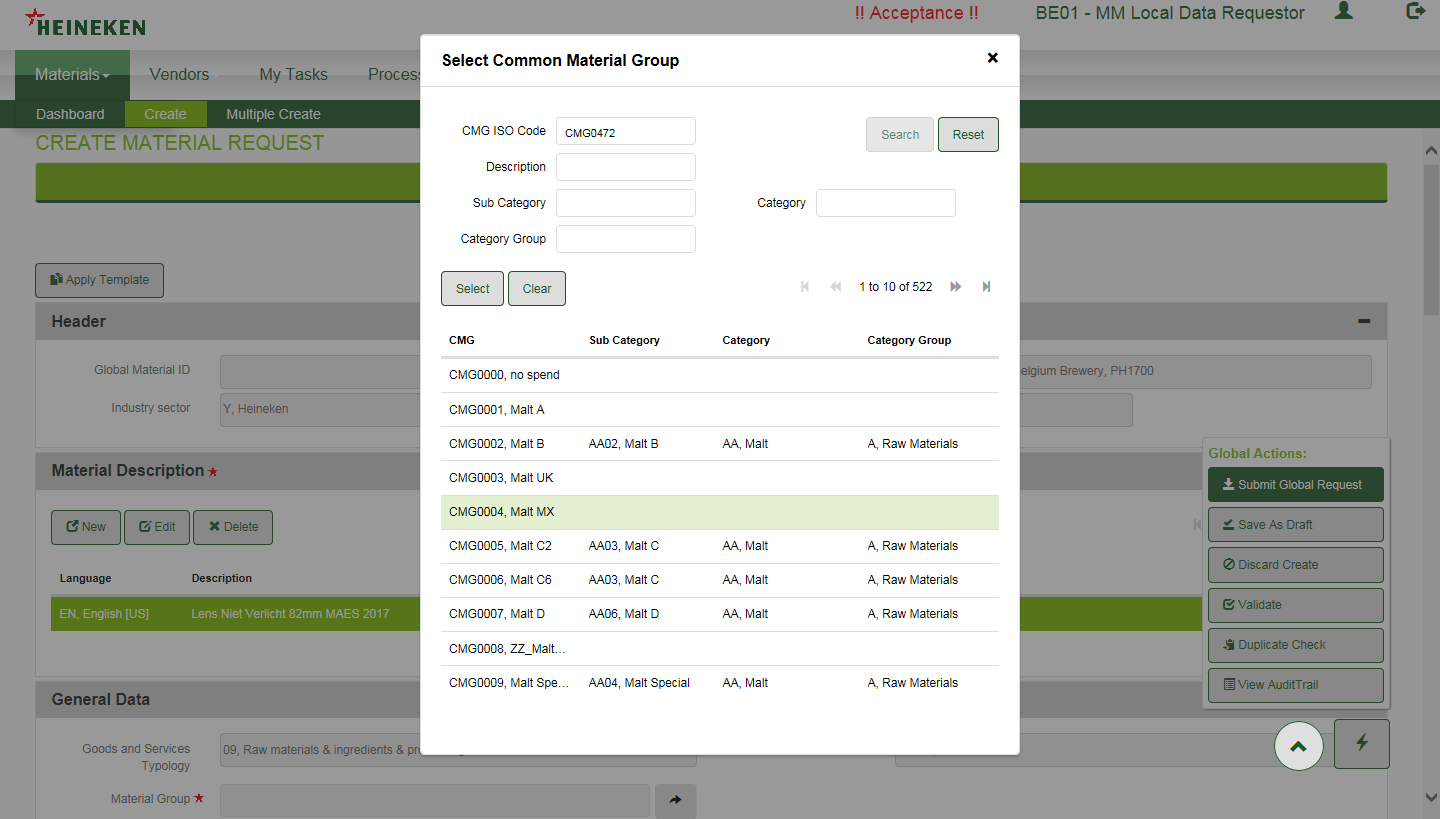 HEINEKEN
!! Acceptance !!
BE01 - MM Local Data Requestor
Materials
Vendors
My Tasks
Process
Dashboard
Create
Multiple Create
CREATE MATERIAL REQUEST
Apply Template
Header
Global Material ID
elgium Brewery, PH1700
Industry sector
Y, Heineken
Material Description
New
Edit
Delete
Language
Description
EN, English [US]
Lens Niet Verlicht 82mm MAES 2017
General Data
Goods and Services
Typology
09, Raw materials & ingredients & pro
Material Group
Select Common Material Group
CMG ISO Code
CMG0472
Search
Reset
Description
Sub Category
Category
Category Group
Select
Clear
1 to 10 of 522
CMG Sub Category Category Category Group
CMG0000, no spend
CMG0001, Malt A
CMG0002, Malt B AA02, Malt B AA, Malt A, Raw Materials
CMG0003, Malt UK
CMG0004, Malt MX
CMG0005, Malt C2 AA03, Malt C AA, Malt A, Raw Materials
CMG0006, Malt C6 AA03, Malt C AA, Malt A, Raw Materials
CMG0007, Malt D AA06, Malt D AA, Malt A, Raw Materials
CMG0008, ZZ_Malt...
CMG0009, Malt Spe... AA04, Malt Special AA, Malt A, Raw Materials
Global Actions:
Submit Global Request
Save As Draft
Discard Create
Validate
Duplicate Check
View AuditTrail